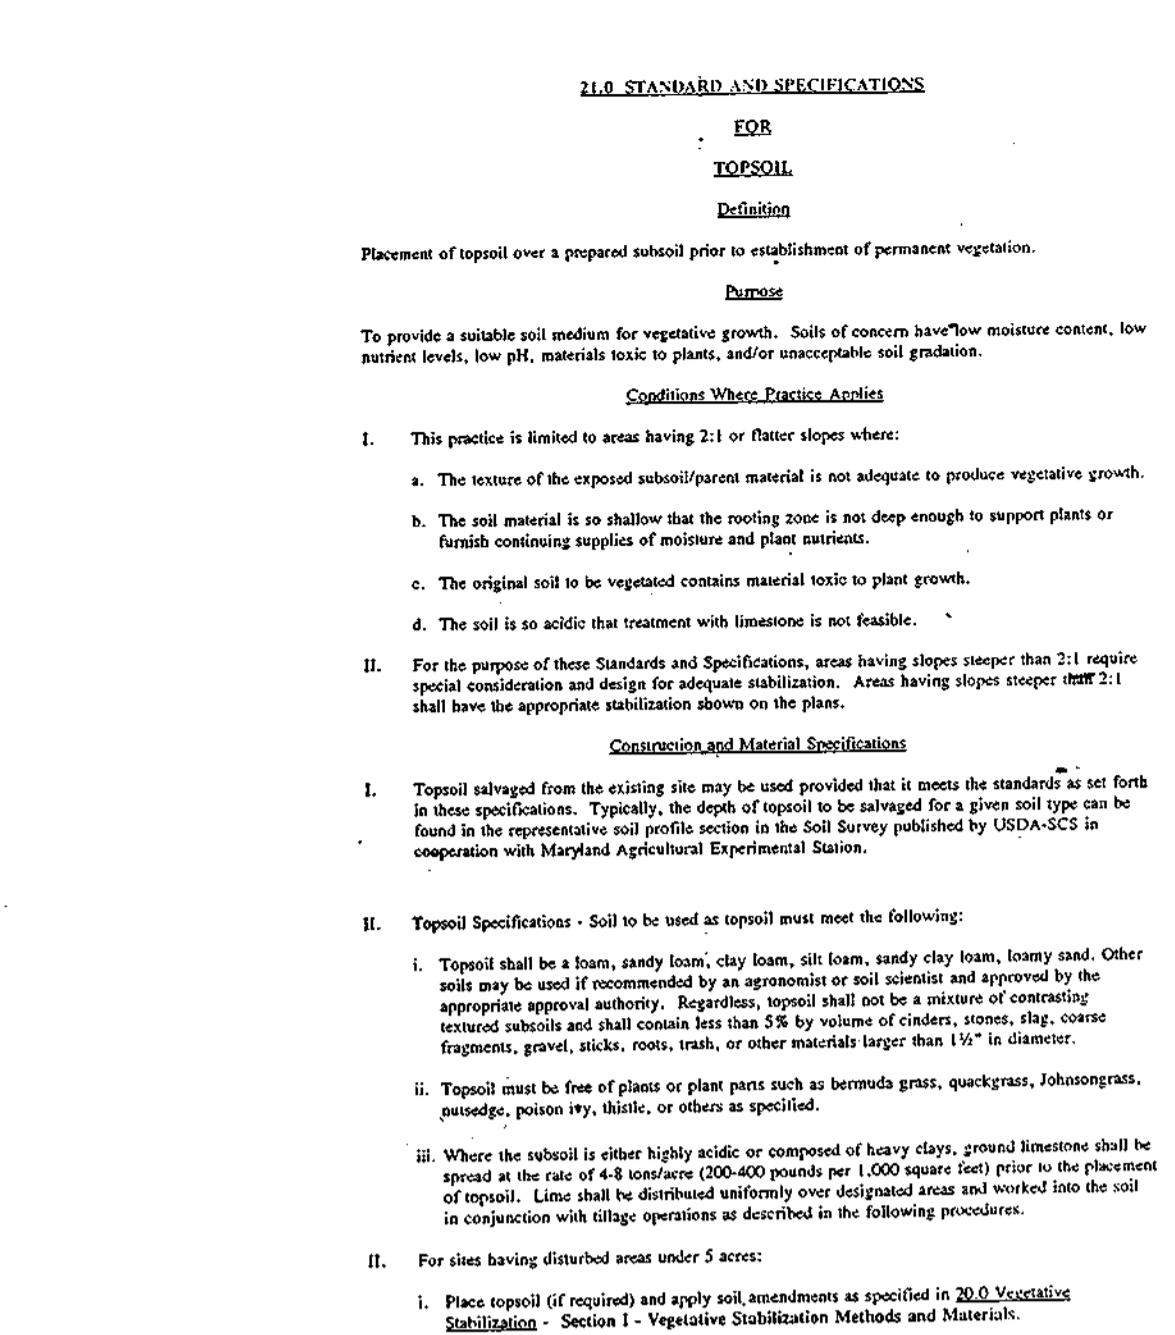 21.0 STANDARD AND SPECIFICATIONS
FOR
TOPSOIL
Definition
Placement of topsoil over a prepared subsoil prior to establishment of permanent vegetation.
Purpose
To provide a suitable soil medium for vegetative growth. Soils of concern have low moisture content, low
nutrient levels, low pH, materials toxic to plants, and/or unacceptable soil gradation.
Conditions Where Practice Applies
I. This practice is limited to areas having 2:1 or flatter slopes where:
a. The texture of the exposed subsoil/parent material is not adequate to produce vegetative growth.
b. The soil material is so shallow that the rooting zone is not deep enough to support plants or
furnish continuing supplies of moisture and plant nutrients.
c. The original soil to be vegetated contains material toxic to plant growth.
d. The soil is so acidic that treatment with limestone is not feasible.
II. For the purpose of these Standards and Specifications, areas having slopes steeper than 2:1 require
special consideration and design for adequate stabilization. Areas having slopes steeper than 2:1
shall have the appropriate stabilization shown on the plans.
Construction and Material Specifications
I. Topsoil salvaged from the existing site may be used provided that it meets the standards as set forth
in these specifications. Typically, the depth of topsoil to be salvaged for a given soil type can be
found in the representative soil profile section in the Soil Survey published by USDA-SCS in
cooperation with Maryland Agricultural Experimental Station.
II. Topsoil Specifications - Soil to be used as topsoil must meet the following:
i. Topsoil shall be a loam, sandy loam, clay loam, silt loam, sandy clay loam, loamy sand. Other
soils may be used if recommended by an agronomist or soil scientist and approved by the
appropriate approval authority. Regardless, topsoil shall not be a mixture of contrasting
textured subsoils and shall contain less than 5% by volume of cinders, stones, slag, coarse
fragments, gravel, sticks, roots, trash, or other materials larger than 1½" in diameter.
ii. Topsoil must be free of plants or plant parts such as bermuda grass, quackgrass, Johnsongrass,
nutsedge, poison ivy, thistle, or others as specified.
iii. Where the subsoil is either highly acidic or composed of heavy clays, ground limestone shall be
spread at the rate of 4-8 tons/acre (200-400 pounds per 1,000 square feet) prior to the placement
of topsoil. Lime shall be distributed uniformly over designated areas and worked into the soil
in conjunction with tillage operations as described in the following procedures.
II. For sites having disturbed areas under 5 acres:
i. Place topsoil (if required) and apply soil amendments as specified in 20.0 Vegetative
Stabilization - Section I - Vegetative Stabilization Methods and Materials.